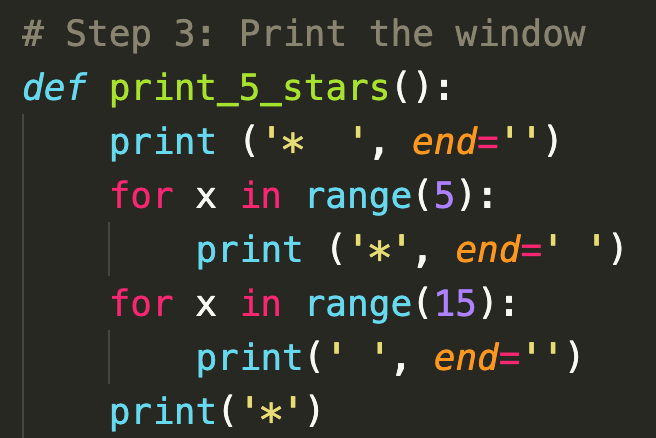 # Step 3: Print the window
def print_5_stars():
    print ('*  ', end='')
    for x in range(5):
        print ('*', end=' ')
    for x in range(15):
        print(' ', end='')
    print('*')